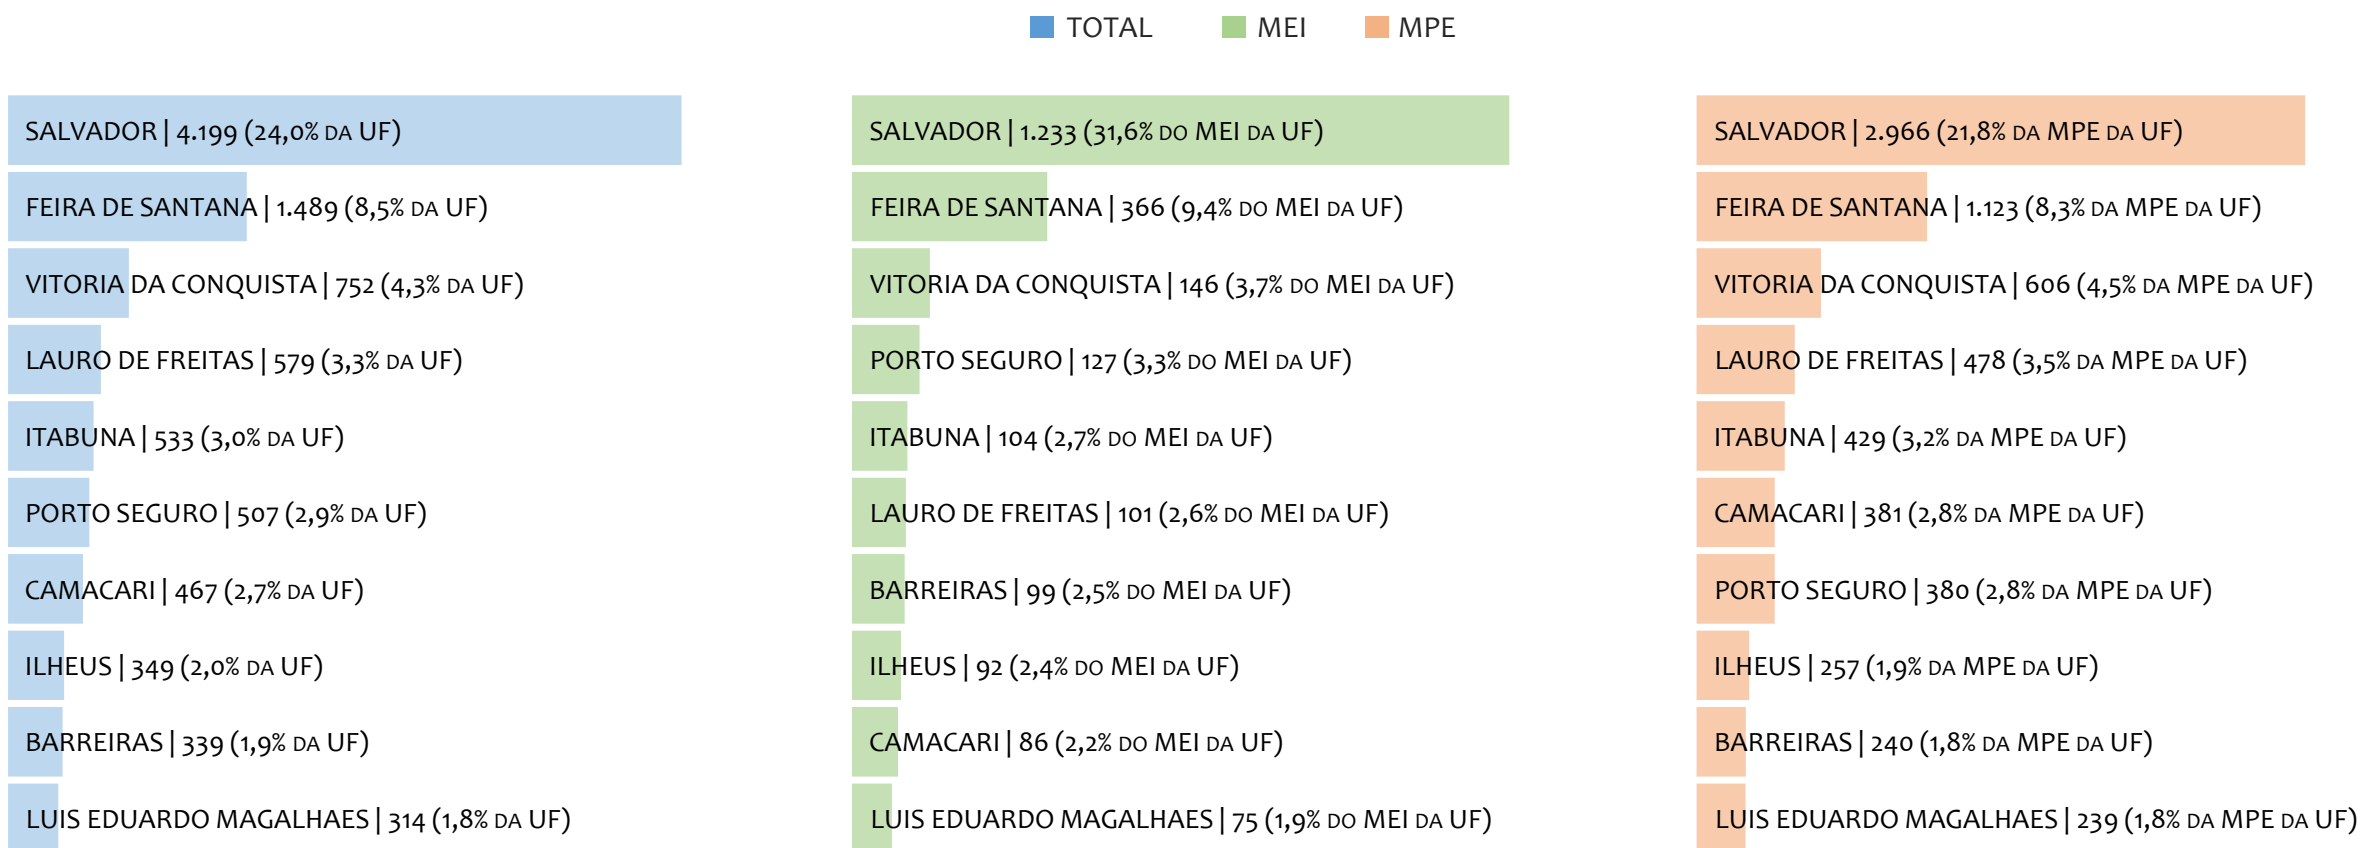 TOTAL MEI MPE
SALVADOR | 4.199 (24,0% DA UF)
FEIRA DE SANTANA | 1.489 (8,5% DA UF)
VITORIA DA CONQUISTA | 752 (4,3% DA UF)
LAURO DE FREITAS | 579 (3,3% DA UF)
ITABUNA | 533 (3,0% DA UF)
PORTO SEGURO | 507 (2,9% DA UF)
CAMACARI | 467 (2,7% DA UF)
ILHEUS | 349 (2,0% DA UF)
BARREIRAS | 339 (1,9% DA UF)
LUIS EDUARDO MAGALHAES | 314 (1,8% DA UF)
SALVADOR | 1.233 (31,6% DO MEI DA UF)
FEIRA DE SANTANA | 366 (9,4% DO MEI DA UF)
VITORIA DA CONQUISTA | 146 (3,7% DO MEI DA UF)
PORTO SEGURO | 127 (3,3% DO MEI DA UF)
ITABUNA | 104 (2,7% DO MEI DA UF)
LAURO DE FREITAS | 101 (2,6% DO MEI DA UF)
BARREIRAS | 99 (2,5% DO MEI DA UF)
ILHEUS | 92 (2,4% DO MEI DA UF)
CAMACARI | 86 (2,2% DO MEI DA UF)
LUIS EDUARDO MAGALHAES | 75 (1,9% DO MEI DA UF)
SALVADOR | 2.966 (21,8% DA MPE DA UF)
FEIRA DE SANTANA | 1.123 (8,3% DA MPE DA UF)
VITORIA DA CONQUISTA | 606 (4,5% DA MPE DA UF)
LAURO DE FREITAS | 478 (3,5% DA MPE DA UF)
ITABUNA | 429 (3,2% DA MPE DA UF)
CAMACARI | 381 (2,8% DA MPE DA UF)
PORTO SEGURO | 380 (2,8% DA MPE DA UF)
ILHEUS | 257 (1,9% DA MPE DA UF)
BARREIRAS | 240 (1,8% DA MPE DA UF)
LUIS EDUARDO MAGALHAES | 239 (1,8% DA MPE DA UF)